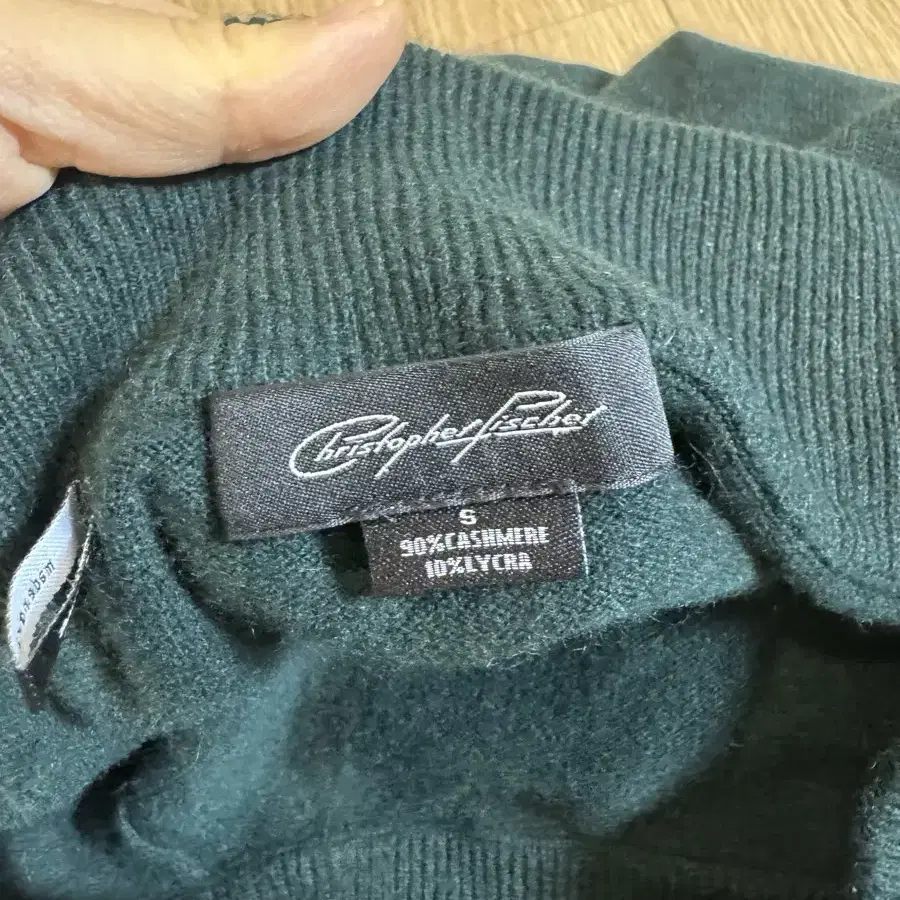 Christopher Fischer
S
90%CASHMERE
10%LYCRA